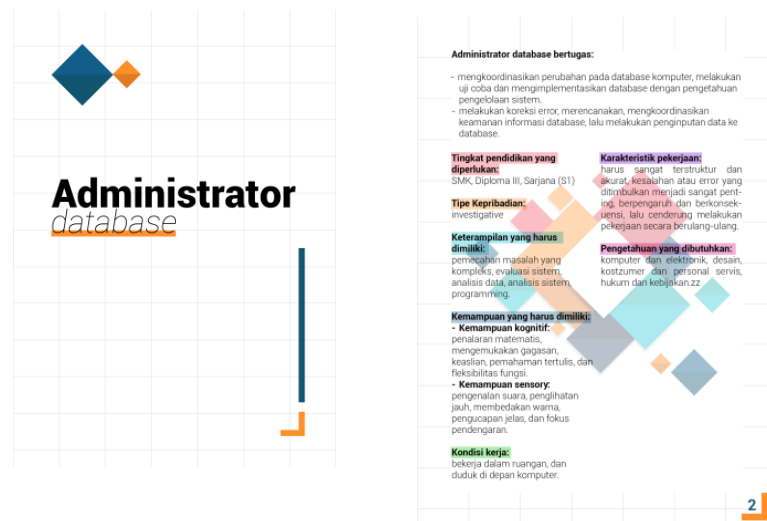 Administrator
database
Administrator database bertugas:
- mengkoordinasikan perubahan pada database komputer, melakukan
uji coba dan mengimplementasikan database dengan pengetahuan
pengelolaan sistem.
- melakukan koreksi error, merencanakan, mengkoordinasikan
keamanan informasi database, lalu melakukan penginputan data ke
database.
Tingkat pendidikan yang
diperlukan:
SMK, Diploma III, Sarjana (S1)
Tipe Kepribadian:
investigative
Keterampilan yang harus
dimiliki:
pemecahan masalah yang
kompleks, evaluasi sistem,
analisis data, analisis sistem,
programming.
Kemampuan yang harus dimiliki:
- Kemampuan kognitif:
penalaran matematis,
mengemukakan gagasan,
keaslian, pemahaman tertulis, dan
fleksibilitas fungsi.
- Kemampuan sensory:
pengenalan suara, penglihatan
jauh, membedakan warna,
pengucapan jelas, dan fokus
pendengaran.
Kondisi kerja:
bekerja dalam ruangan, dan
duduk di depan komputer.
Karakteristik pekerjaan:
harus sangat terstruktur dan
akurat, kesalahan atau error yang
ditimbulkan menjadi sangat pent-
ing, berpengaruh dan berkonsek-
uensi, lalu cenderung melakukan
pekerjaan secara berulang-ulang.
Pengetahuan yang dibutuhkan:
komputer dan elektronik, desain,
kostzumer dan personal servis,
hukum dan kebijakan.zz
2